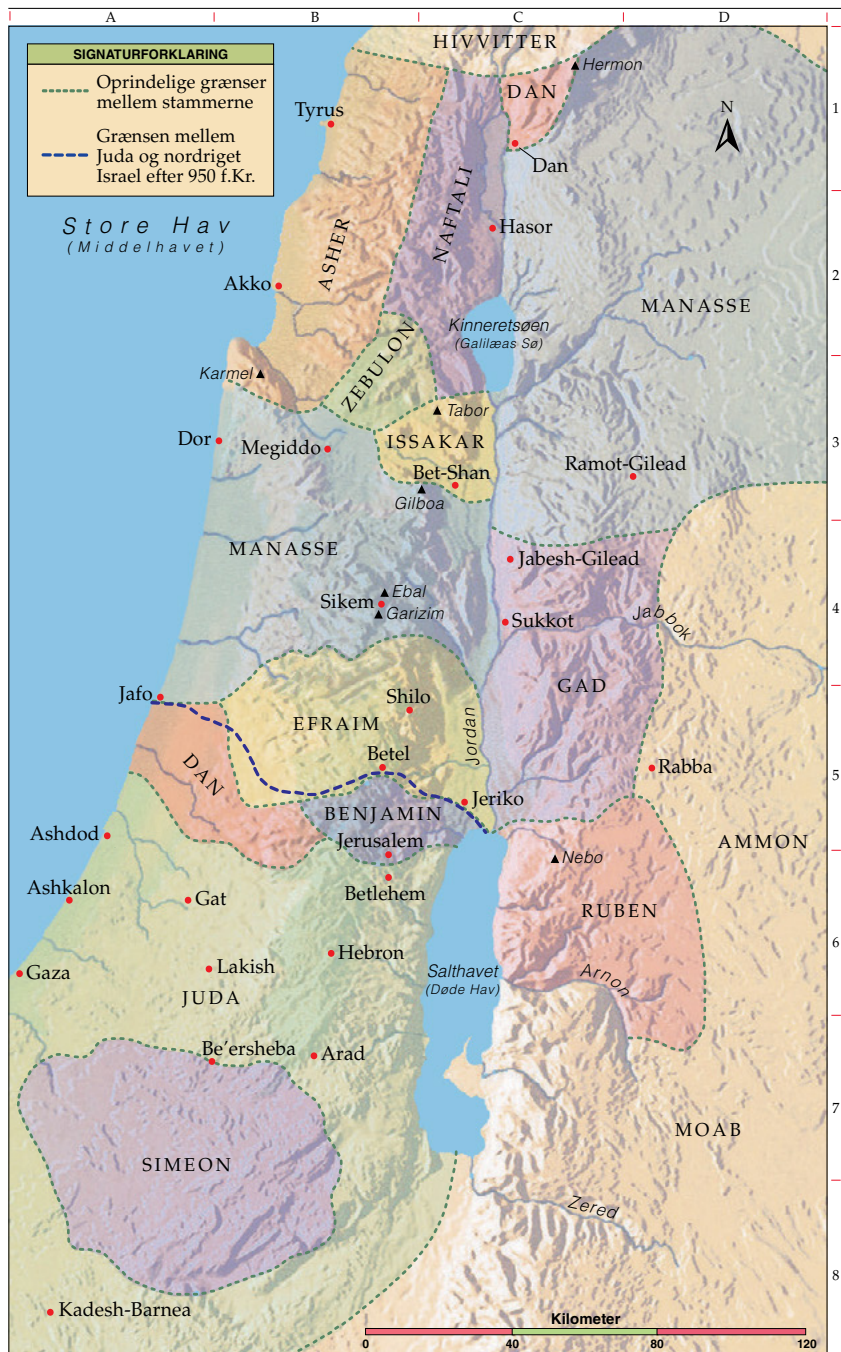 A B C D
SIGNATURFORKLARING
Oprindelige grænser
mellem stammerne
Grænsen mellem
Juda og nordriget
Israel efter 950 f.Kr.
HIVVITTER
Hermon
DAN
1
N
Tyrus
Dan
NAFTALI
Store Hav
(Middelhavet)
Hasor
ASHER
2
Akko
MANASSE
Kinneretsøen
(Galilæas Sø)
Karmel
ZEBULON
Tabor
Dor
Megiddo
ISSAKAR
3
Bet-Shan
Ramot-Gilead
Gilboa
MANASSE
Jabesh-Gilead
Ebal
Sikem
Garizim
Sukkot
Jabbok
4
GAD
Jafo
Shilo
EFRAIM
Jordan
Betel
DAN
Rabba
5
Jeriko
BENJAMIN
Ashdod
Jerusalem
AMMON
Nebo
Ashkalon
Gat
Betlehem
RUBEN
Hebron
6
Gaza
Lakish
Salthavet
(Døde Hav)
Arnon
JUDA
Be’ersheba
Arad
7
MOAB
SIMEON
Zered
8
Kadesh-Barnea
Kilometer
0 40 80 120